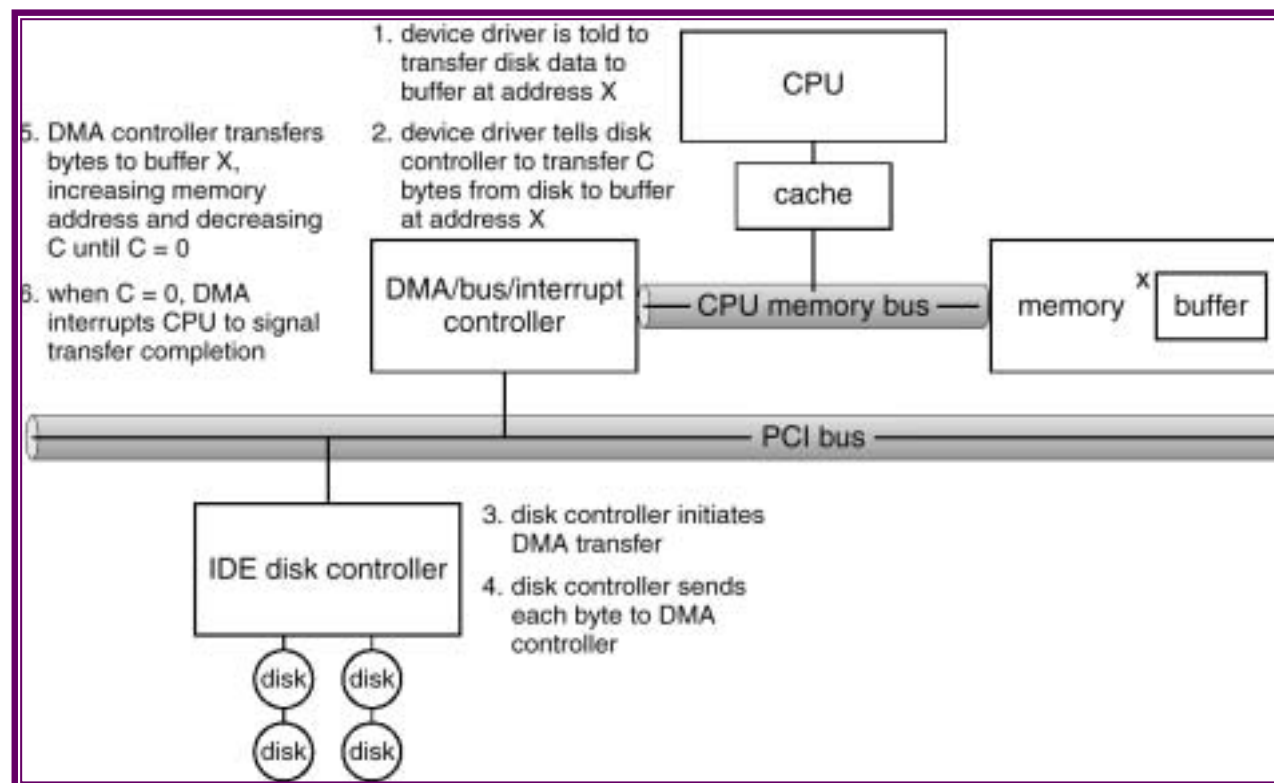 1. device driver is told to
transfer disk data to
buffer at address X
2. device driver tells disk
controller to transfer C
bytes from disk to buffer
at address X
5. DMA controller transfers
bytes to buffer X,
increasing memory
address and decreasing
C until C = 0
6. when C = 0, DMA
interrupts CPU to signal
transfer completion
CPU
cache
DMA/bus/interrupt
controller
CPU memory bus
memory
X
buffer
PCI bus
IDE disk controller
3. disk controller initiates
DMA transfer
4. disk controller sends
each byte to DMA
controller
disk
disk
disk
disk